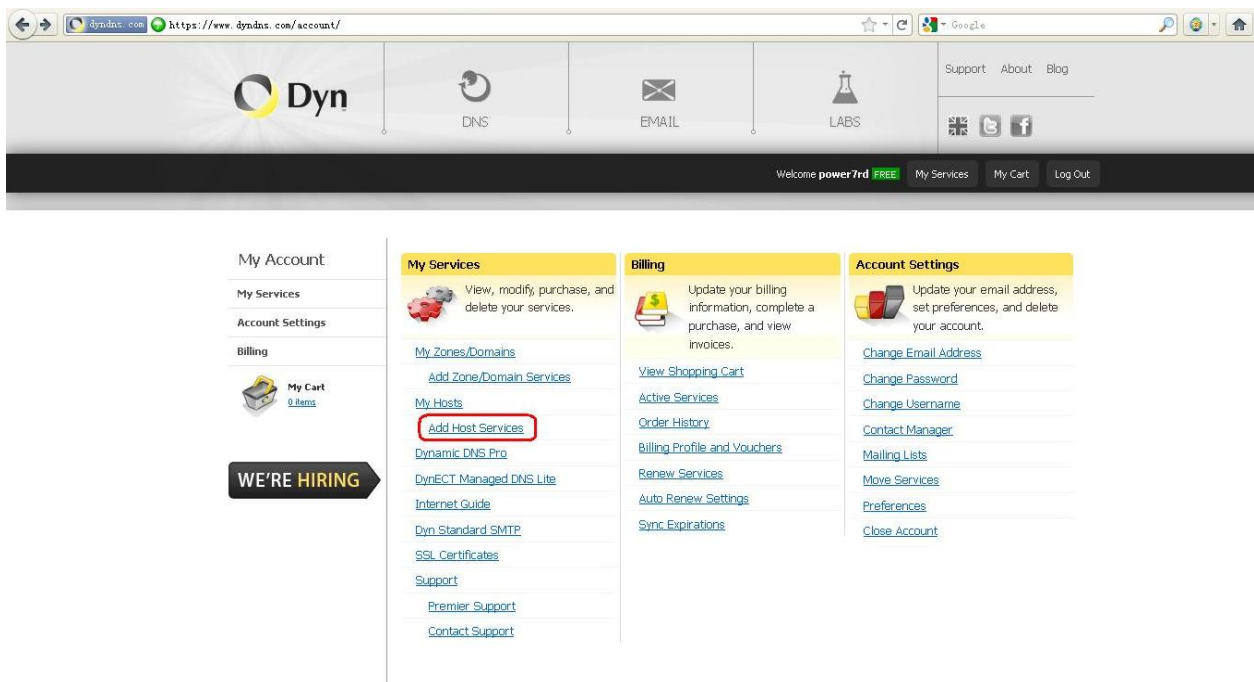 dyndns.com https://www.dyndns.com/account/
Google
Dyn
DNS
EMAIL
LABS
Support About Blog
Welcome power7rd FREE My Services My Cart Log Out
My Account
My Services
Account Settings
Billing
My Cart
0 items
WE'RE HIRING
My Services
View, modify, purchase, and
delete your services.
My Zones/Domains
Add Zone/Domain Services
My Hosts
Add Host Services
Dynamic DNS Pro
DynECT Managed DNS Lite
Internet Guide
Dyn Standard SMTP
SSL Certificates
Support
Premier Support
Contact Support
Billing
Update your billing
information, complete a
purchase, and view
invoices.
View Shopping Cart
Active Services
Order History
Billing Profile and Vouchers
Renew Services
Auto Renew Settings
Sync Expirations
Account Settings
Update your email address,
set preferences, and delete
your account.
Change Email Address
Change Password
Change Username
Contact Manager
Mailing Lists
Move Services
Preferences
Close Account